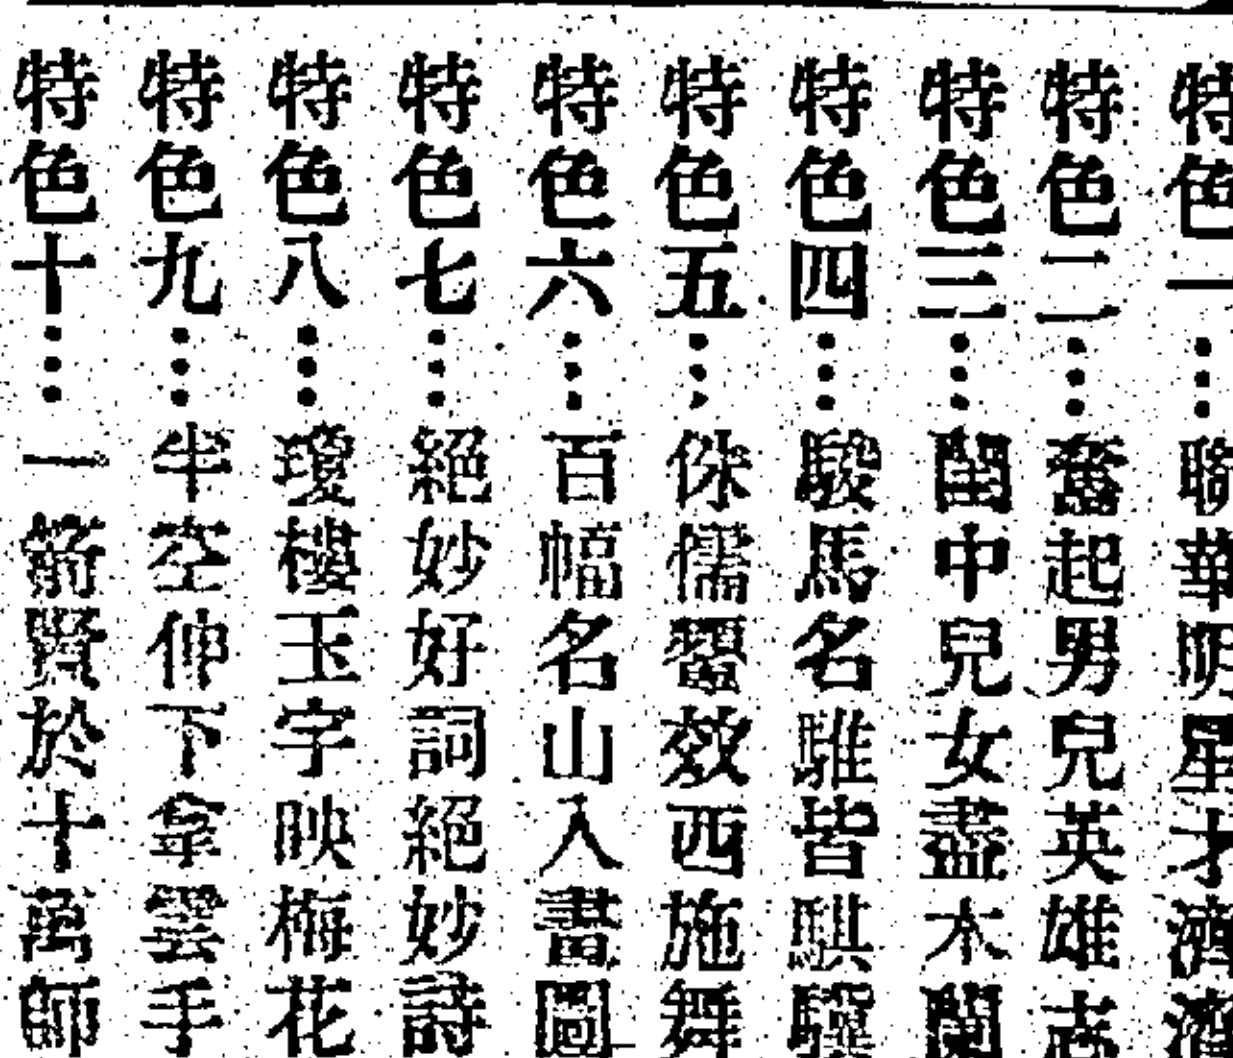 特色一…聯華明星才濟濟
特色二…奮起男兒英雄志
特色三…閨中兒女盡木蘭
特色四…駿馬名騅皆騏驥
特色五…侏儒習效西施舞
特色六…百幅名山入畫圖
特色七…絕妙好詞絕妙詩
特色八…瓊樓玉宇映梅花
特色九…半空伸下拿雲手
特色十…一箭賢於十萬師